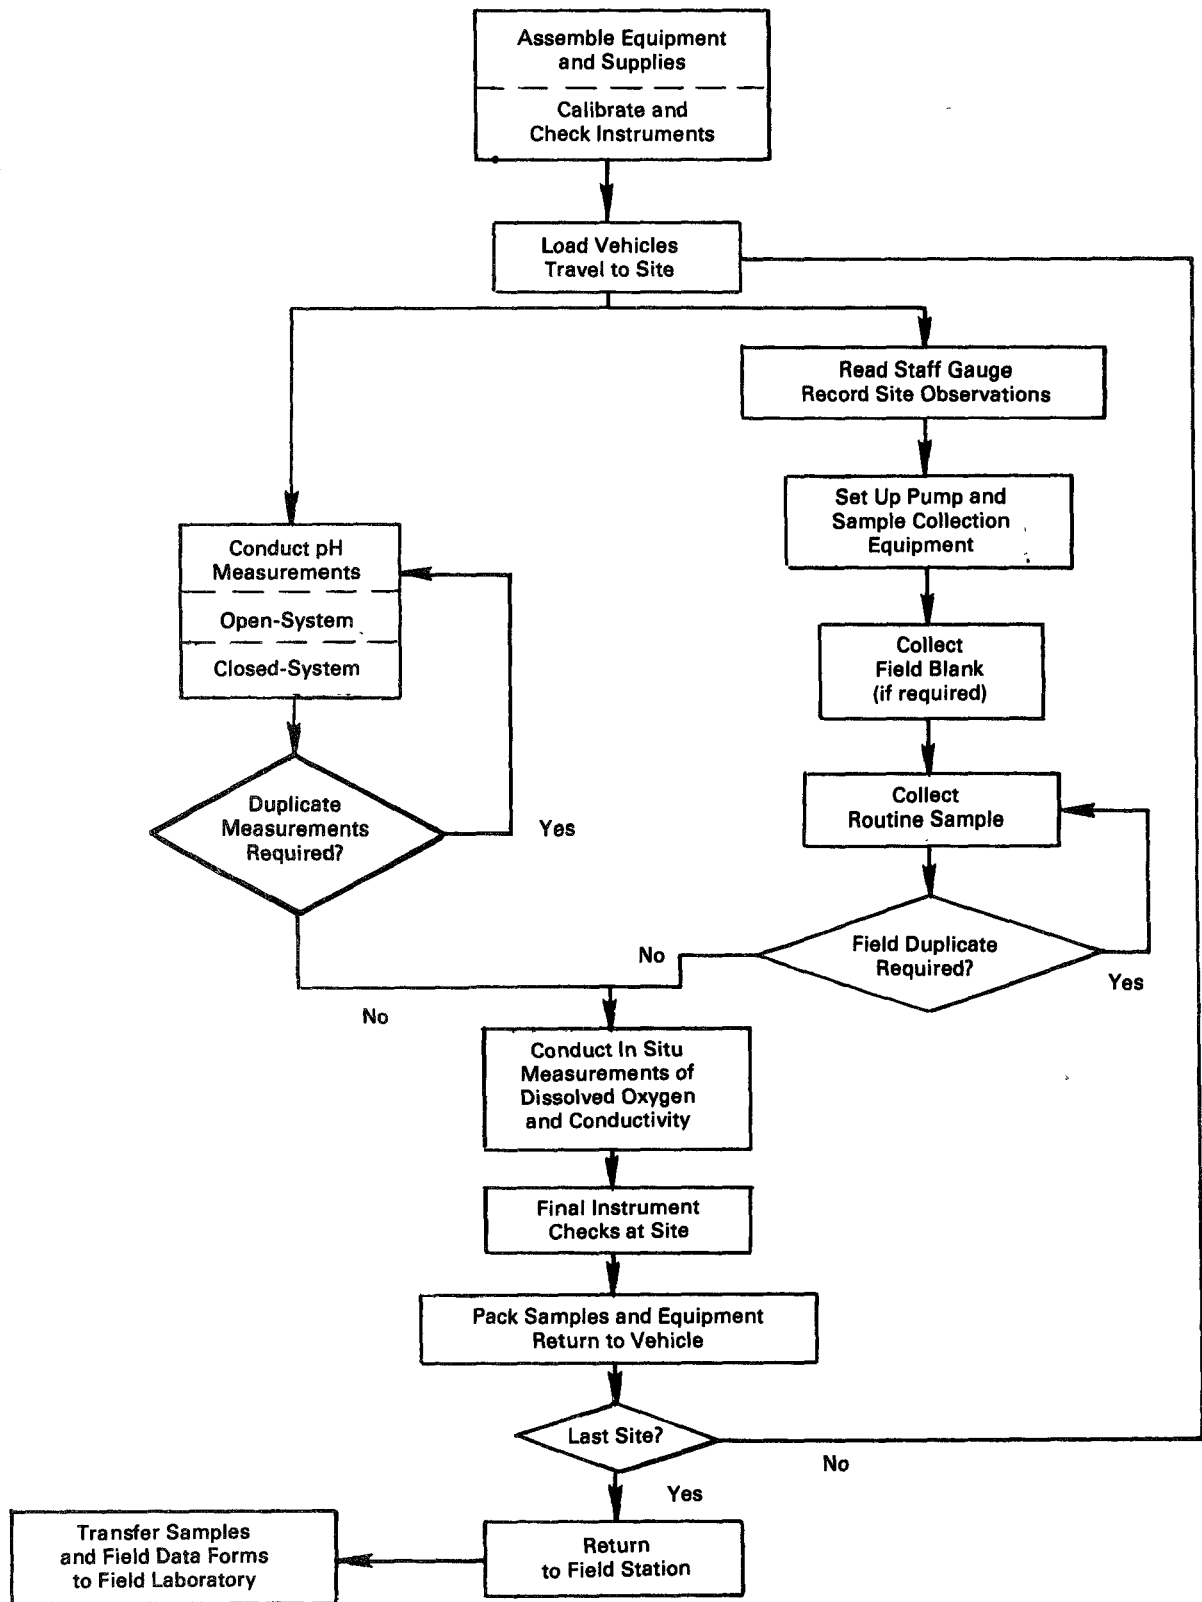 Assemble Equipment
and Supplies
Calibrate and
Check Instruments
Load Vehicles
Travel to Site
Read Staff Gauge
Record Site Observations
Set Up Pump and
Sample Collection
Equipment
Conduct pH
Measurements
Open-System
Closed-System
Collect
Field Blank
(if required)
Collect
Routine Sample
Duplicate
Measurements
Required?
Yes
Field Duplicate
Required?
No
Yes
No
Conduct In Situ
Measurements of
Dissolved Oxygen
and Conductivity
Final Instrument
Checks at Site
Pack Samples and Equipment
Return to Vehicle
Last Site?
No
Yes
Return
to Field Station
Transfer Samples
and Field Data Forms
to Field Laboratory